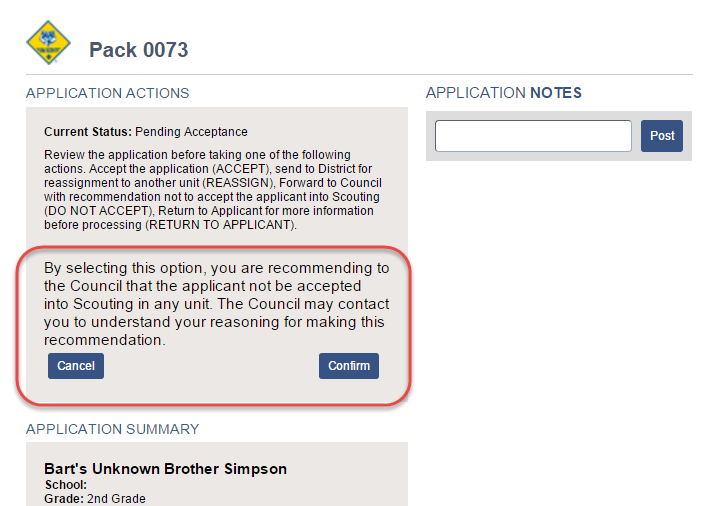 Pack 0073
APPLICATION ACTIONS
Current Status: Pending Acceptance
Review the application before taking one of the following
actions. Accept the application (ACCEPT), send to District for
reassignment to another unit (REASSIGN), Forward to Council
with recommendation not to accept the applicant into Scouting
(DO NOT ACCEPT), Return to Applicant for more information
before processing (RETURN TO APPLICANT).
By selecting this option, you are recommending to
the Council that the applicant not be accepted
into Scouting in any unit. The Council may contact
you to understand your reasoning for making this
recommendation.
Cancel
Confirm
APPLICATION NOTES
Post
APPLICATION SUMMARY
Bart's Unknown Brother Simpson
School:
Grade: 2nd Grade